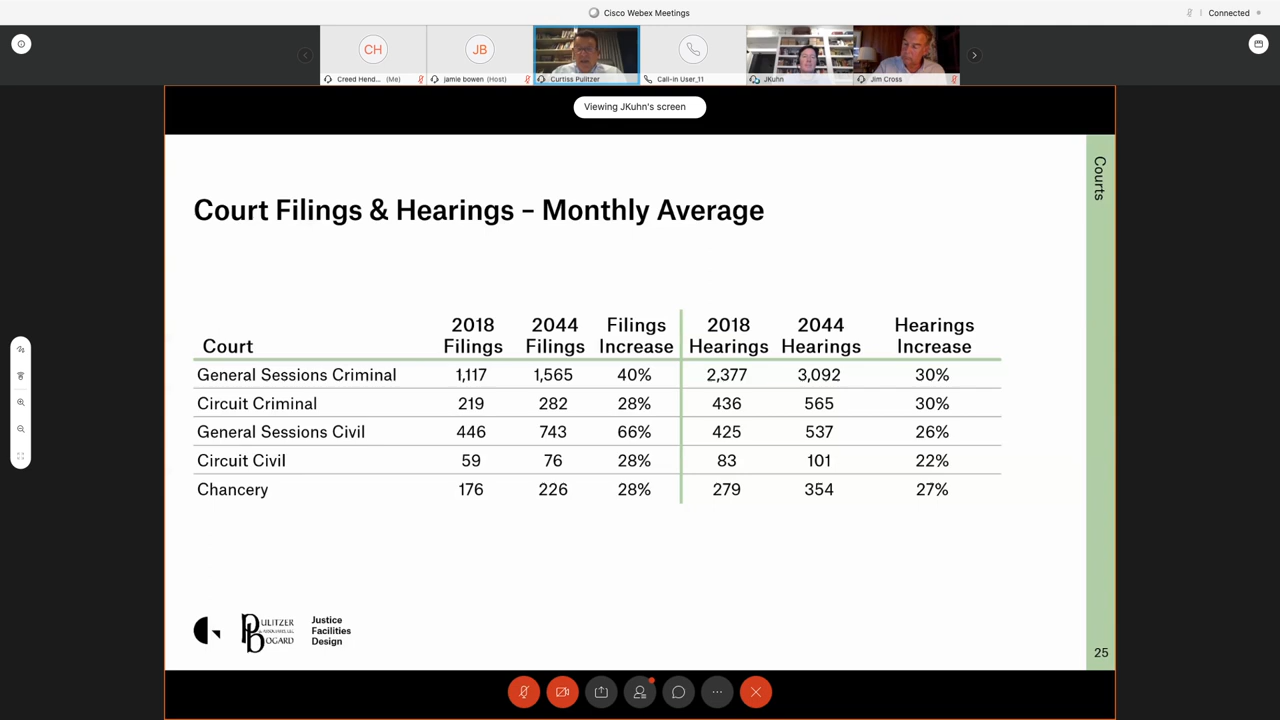 Cisco Webex Meetings
Connected
CH
JB
Creed Hend... (Me)
jamie bowen (Host)
Curtiss Pulitzer
Call-in User_11
JKuhn
Jim Cross
Viewing JKuhn's screen
Courts
Court Filings & Hearings – Monthly Average
Court 2018 Filings 2044 Filings Filings Increase 2018 Hearings 2044 Hearings Hearings Increase
General Sessions Criminal 1,117 1,565 40% 2,377 3,092 30%
Circuit Criminal 219 282 28% 436 565 30%
General Sessions Civil 446 743 66% 425 537 26%
Circuit Civil 59 76 28% 83 101 22%
Chancery 176 226 28% 279 354 27%
PULITZER
BOGARD
Justice
Facilities
Design
25